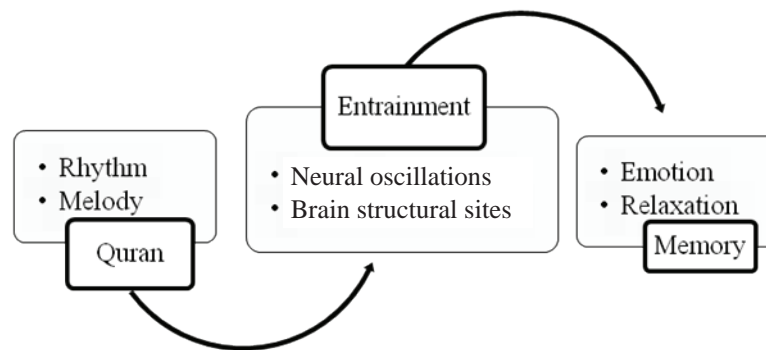 • Rhythm
• Melody
Quran
Entrainment
• Neural oscillations
• Brain structural sites
• Emotion
• Relaxation
Memory